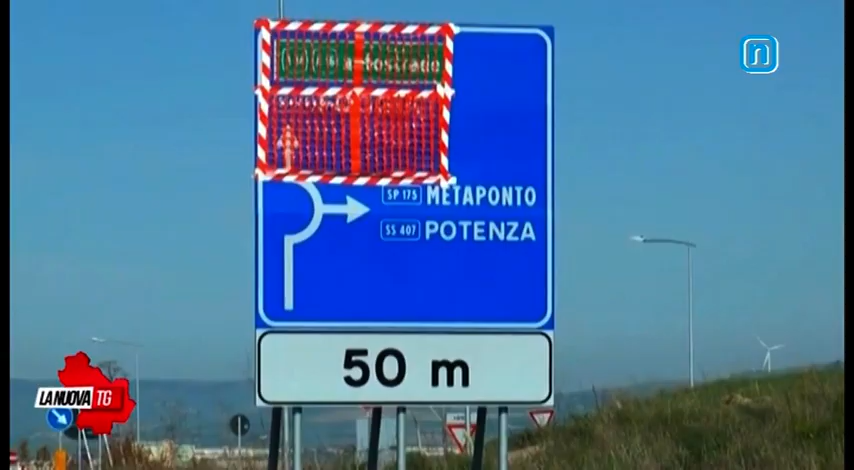 n
SP 175 METAPONTO
SS 407 POTENZA
50 m
LA NUOVA TG